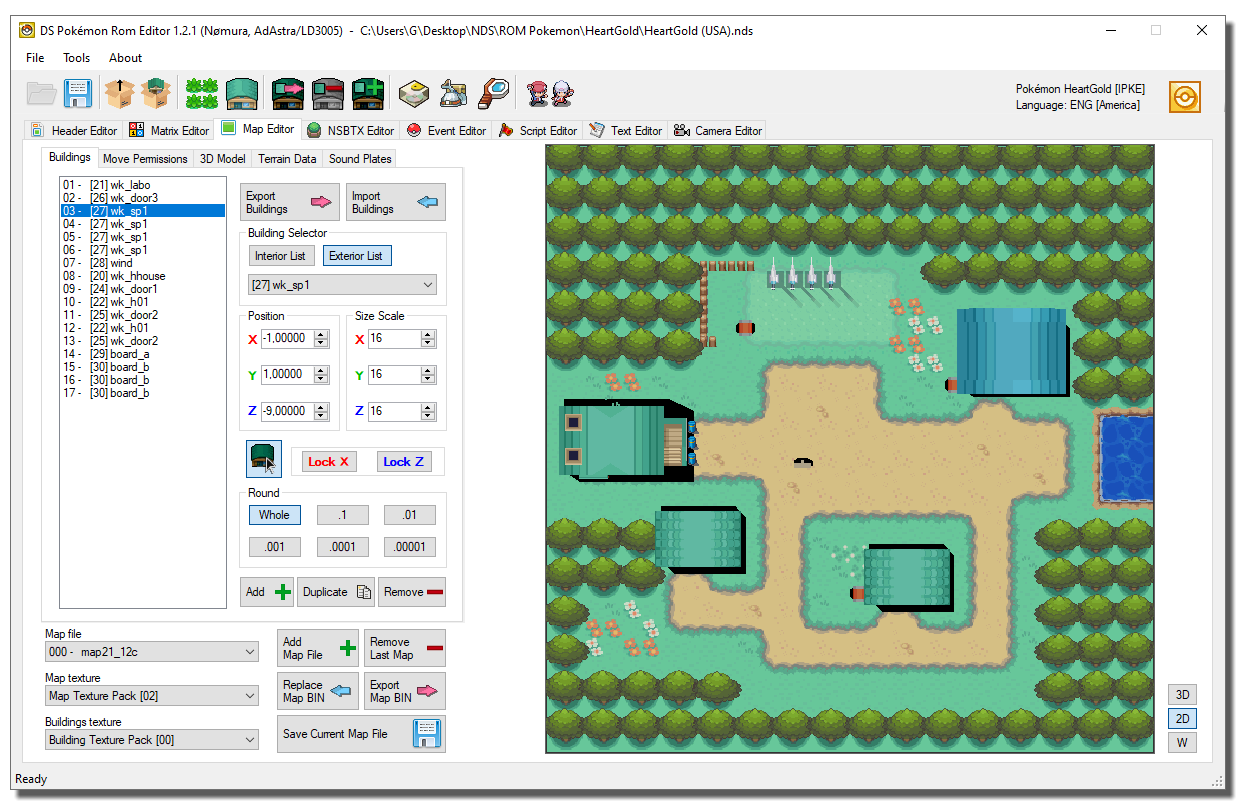 DS Pokémon Rom Editor 1.2.1 (Nømura, AdAstra/LD3005) - C:\Users\G\Desktop\NDS\ROM Pokemon\HeartGold\HeartGold (USA).nds
File Tools About
Pokémon HeartGold [IPKE]
Language: ENG [America]
Header Editor Matrix Editor Map Editor NSBTX Editor Event Editor Script Editor Text Editor Camera Editor
Buildings Move Permissions 3D Model Terrain Data Sound Plates
01 - [21] wk_labo
02 - [26] wk_door3
03 - [27] wk_sp1
04 - [27] wk_sp1
05 - [27] wk_sp1
06 - [27] wk_sp1
07 - [28] wind
08 - [20] wk_hhouse
09 - [24] wk_door1
10 - [22] wk_h01
11 - [25] wk_door2
12 - [22] wk_h01
13 - [25] wk_door2
14 - [29] board_a
15 - [30] board_b
16 - [30] board_b
17 - [30] board_b
Export Buildings
Import Buildings
Building Selector
Interior List Exterior List
[27] wk_sp1
Position Size Scale
X -1,00000 X 16
Y 1,00000 Y 16
Z -9,00000 Z 16
Lock X Lock Z
Round
Whole .1 .01
.001 .0001 .00001
Add Duplicate Remove
Map file
000 - map21_12c
Map texture
Map Texture Pack [02]
Buildings texture
Building Texture Pack [00]
Add Map File
Remove Last Map
Replace Map BIN
Export Map BIN
Save Current Map File
3D
2D
W
Ready